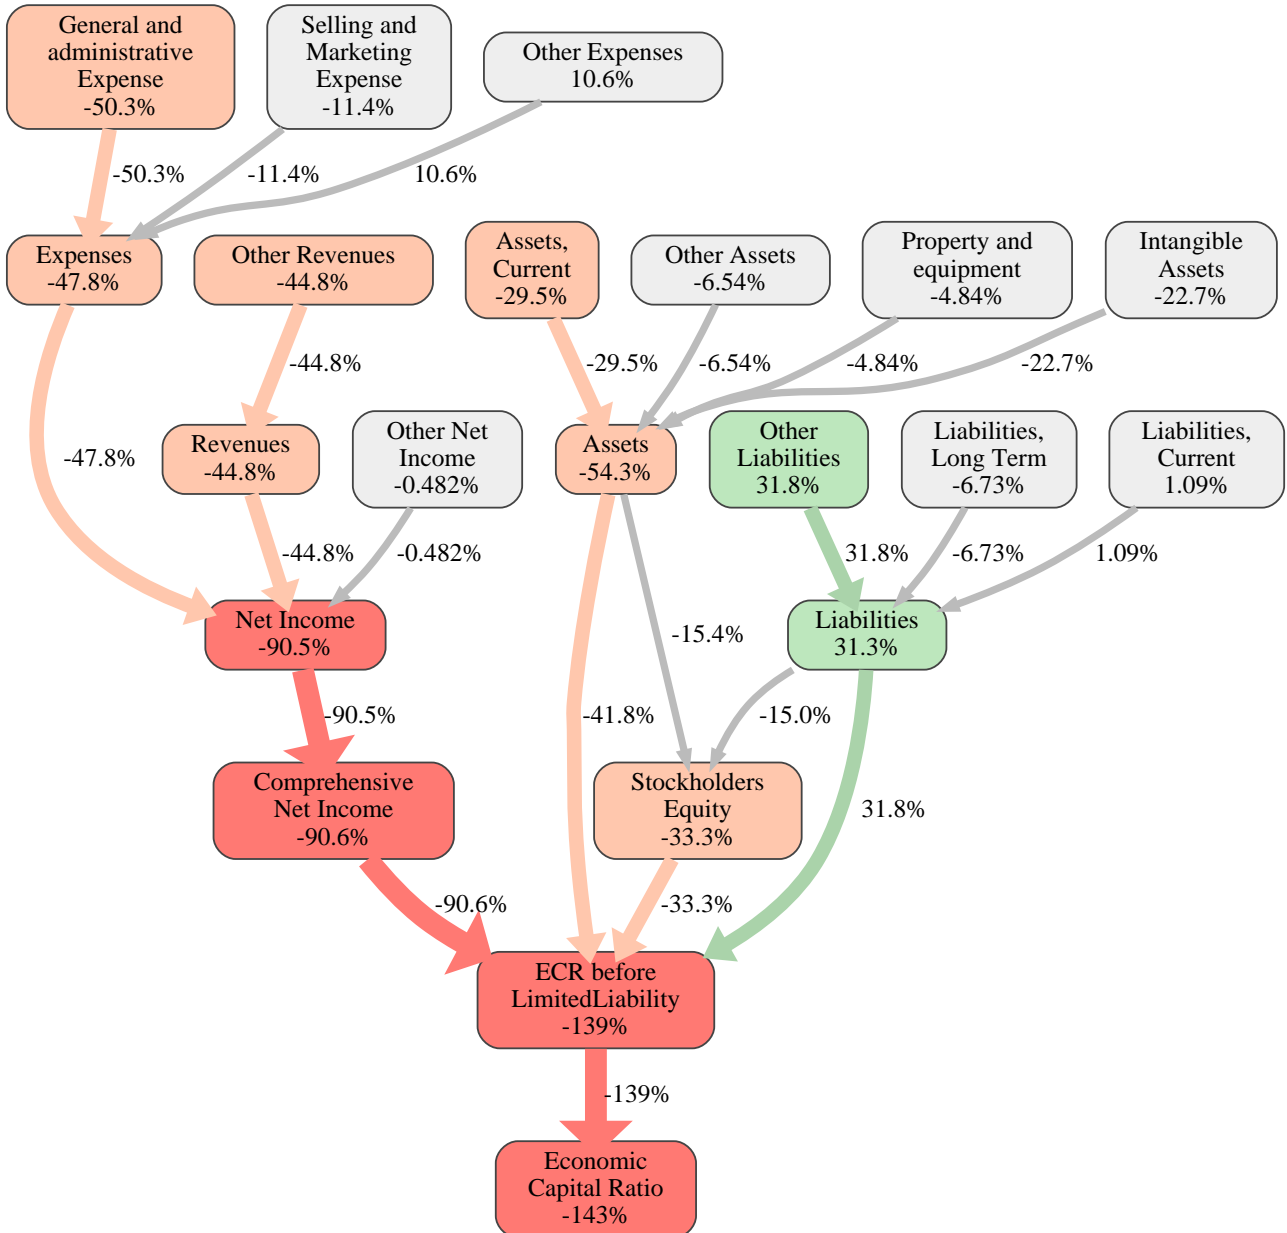 General and
administrative
Expense
-50.3%
Selling and
Marketing
Expense
-11.4%
Other Expenses
10.6%
-50.3%
-11.4%
10.6%
Expenses
-47.8%
Other Revenues
-44.8%
Assets,
Current
-29.5%
Other Assets
-6.54%
Property and
equipment
-4.84%
Intangible
Assets
-22.7%
-44.8%
-29.5%
-6.54%
-4.84%
-22.7%
-47.8%
Revenues
-44.8%
Other Net
Income
-0.482%
Assets
-54.3%
Other
Liabilities
31.8%
Liabilities,
Long Term
-6.73%
Liabilities,
Current
1.09%
-44.8%
-0.482%
31.8%
-6.73%
1.09%
Net Income
-90.5%
-15.4%
Liabilities
31.3%
-90.5%
-41.8%
-15.0%
Comprehensive
Net Income
-90.6%
Stockholders
Equity
-33.3%
31.8%
-90.6%
-33.3%
ECR before
LimitedLiability
-139%
-139%
Economic
Capital Ratio
-143%